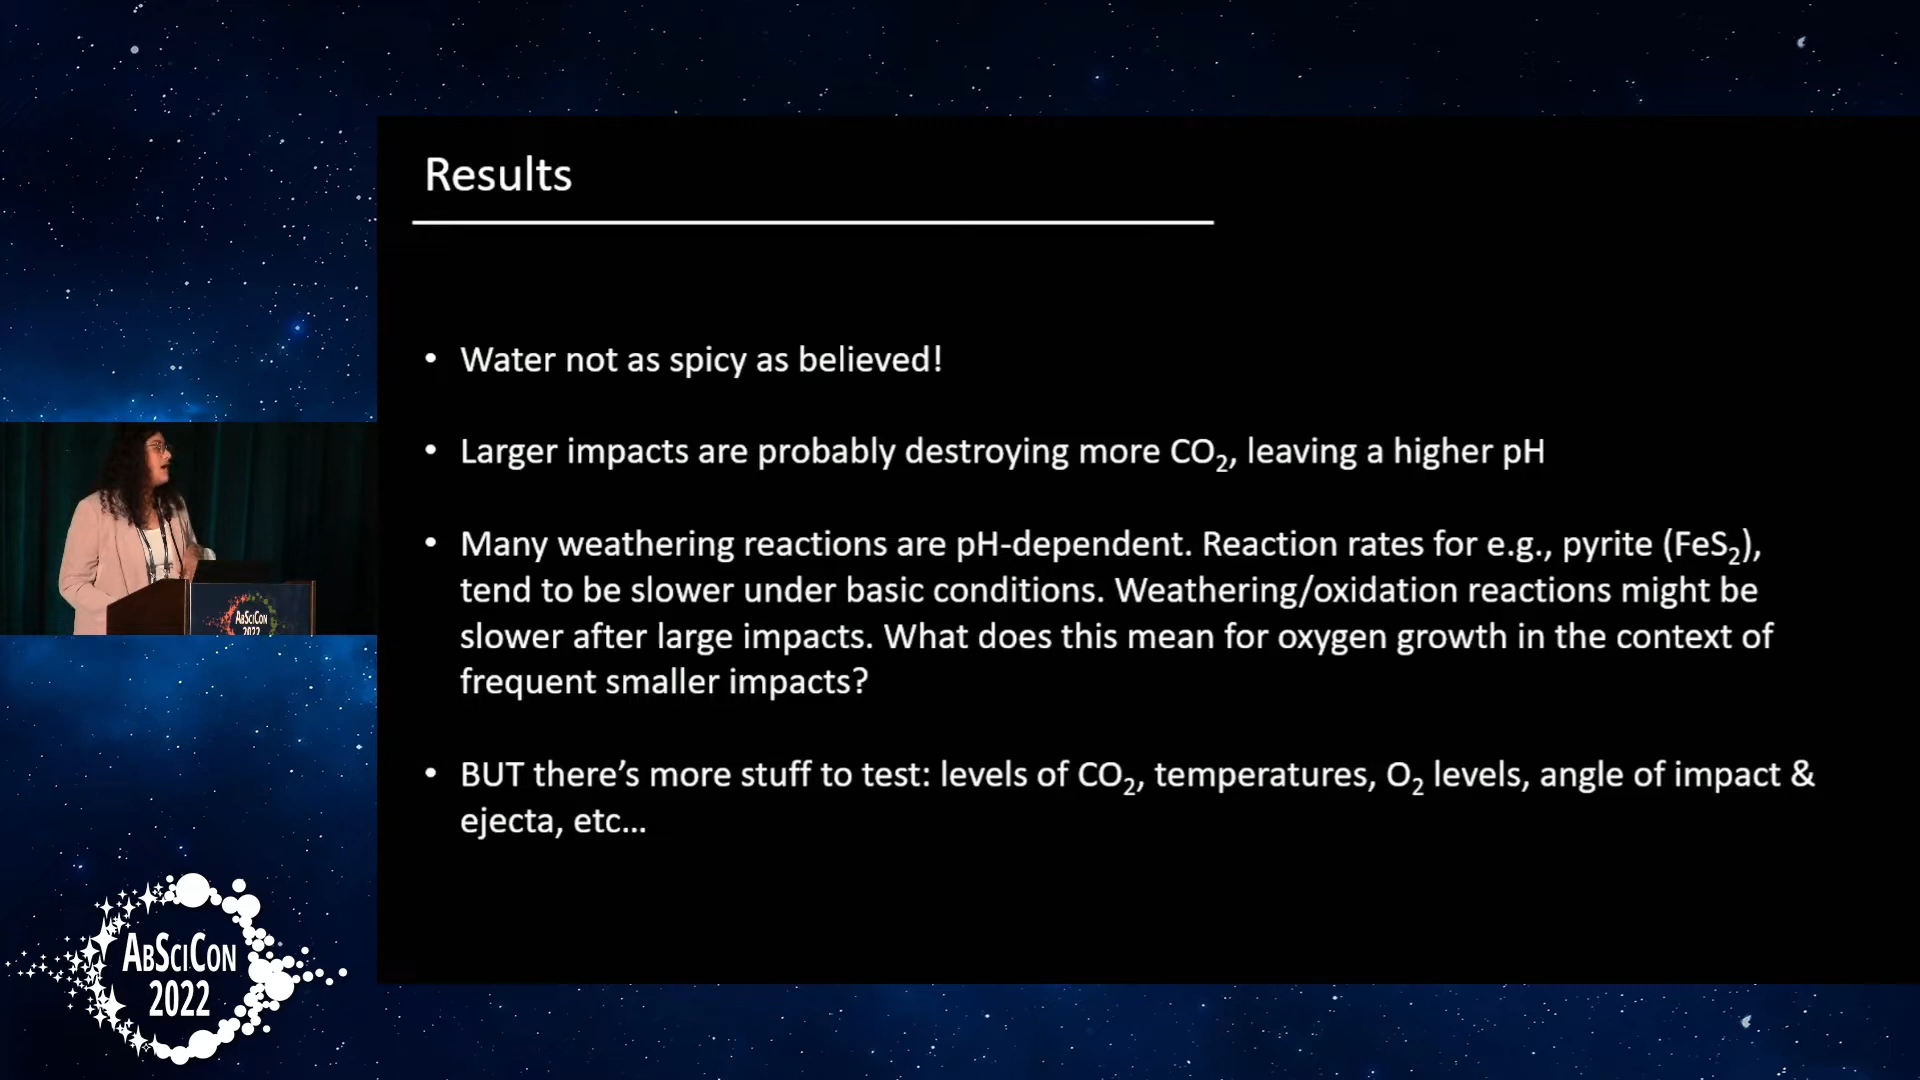 Results
• Water not as spicy as believed!
• Larger impacts are probably destroying more CO₂, leaving a higher pH
• Many weathering reactions are pH-dependent. Reaction rates for e.g., pyrite (FeS₂),
tend to be slower under basic conditions. Weathering/oxidation reactions might be
slower after large impacts. What does this mean for oxygen growth in the context of
frequent smaller impacts?
• BUT there’s more stuff to test: levels of CO₂, temperatures, O₂ levels, angle of impact &
ejecta, etc...
ABSCICON
2022
ABSCICON
2022